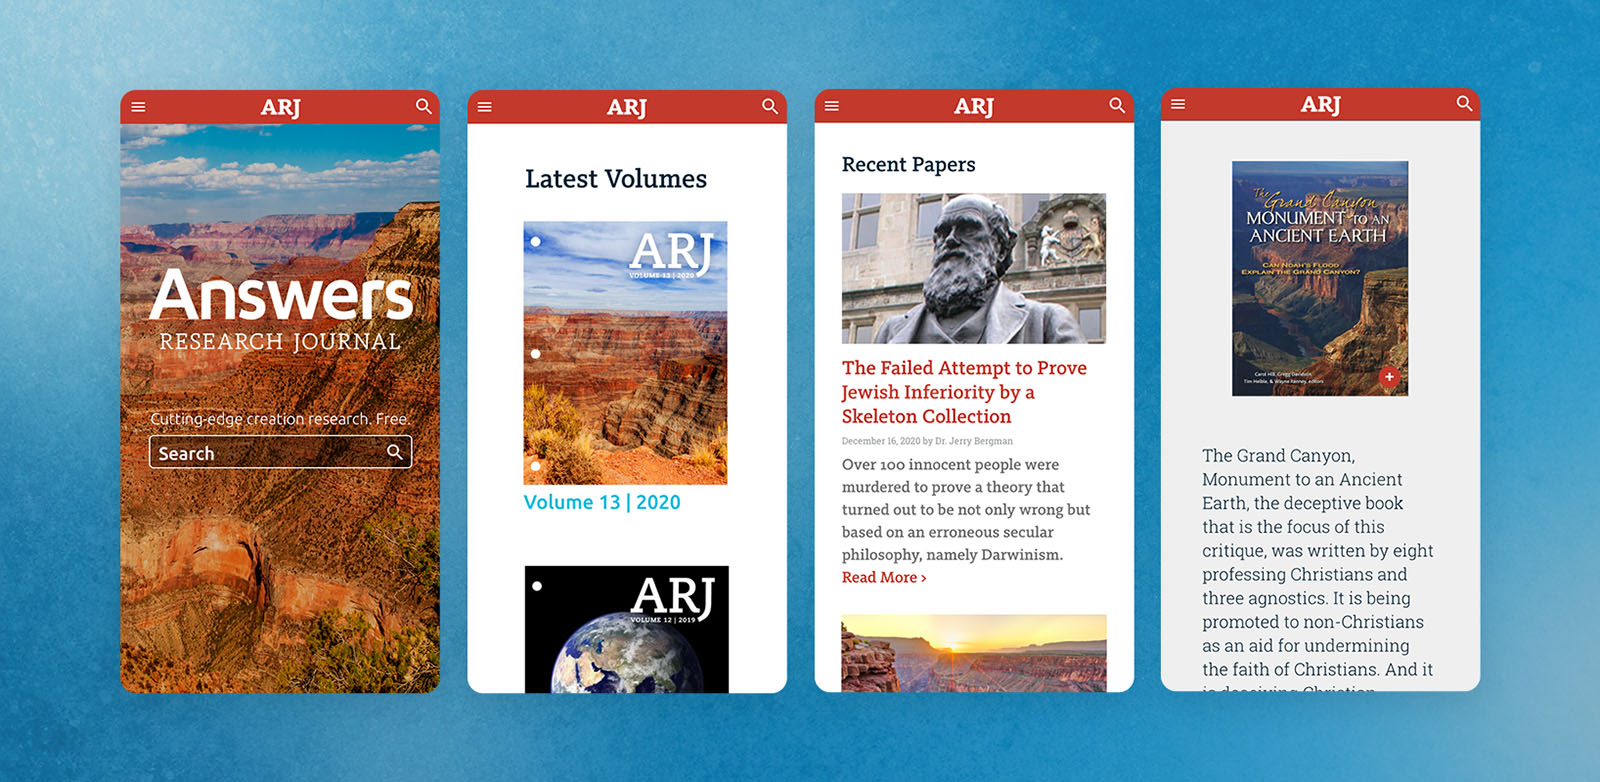 ARJ
Answers
RESEARCH JOURNAL
Cutting-edge creation research. Free.
Search
ARJ
Latest Volumes
ARJ
VOLUME 13 | 2020
Volume 13 | 2020
ARJ
VOLUME 12 | 2019
ARJ
Recent Papers
The Failed Attempt to Prove
Jewish Inferiority by a
Skeleton Collection
December 16, 2020 by Dr. Jerry Bergman
Over 100 innocent people were
murdered to prove a theory that
turned out to be not only wrong but
based on an erroneous secular
philosophy, namely Darwinism.
Read More ›
ARJ
The
Grand Canyon
MONUMENT TO AN
ANCIENT EARTH
CAN NOAH'S FLOOD
EXPLAIN THE GRAND CANYON?
Carol Hill, Gregg Davidson,
Tim Helble, & Wayne Ranney, editors
The Grand Canyon,
Monument to an Ancient
Earth, the deceptive book
that is the focus of this
critique, was written by eight
professing Christians and
three agnostics. It is being
promoted to non-Christians
as an aid for undermining
the faith of Christians. And it
is deceiving Christian